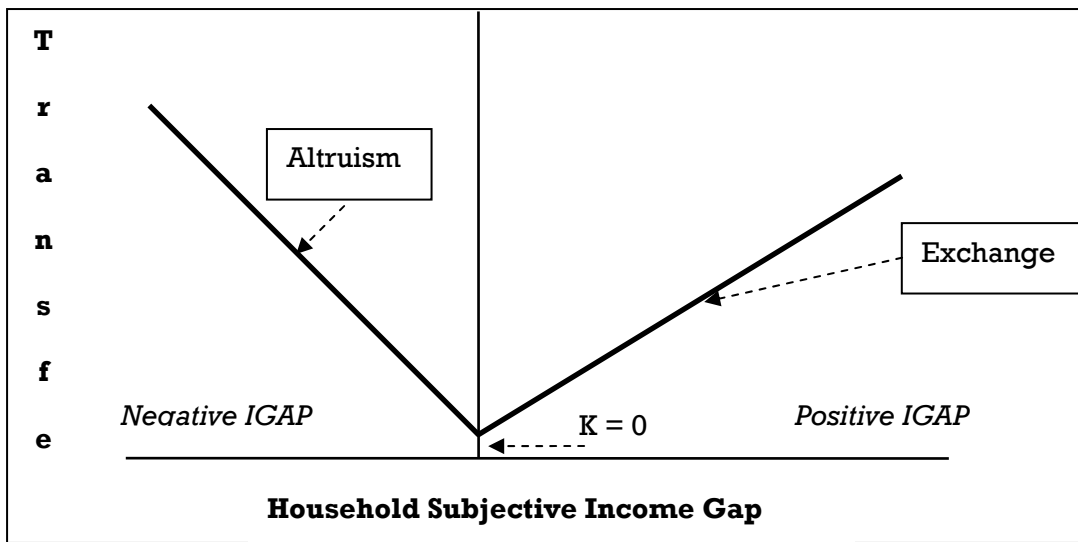 T
r
a
n
s
f
e
Altruism
Exchange
Negative IGAP
K = 0
Positive IGAP
Household Subjective Income Gap